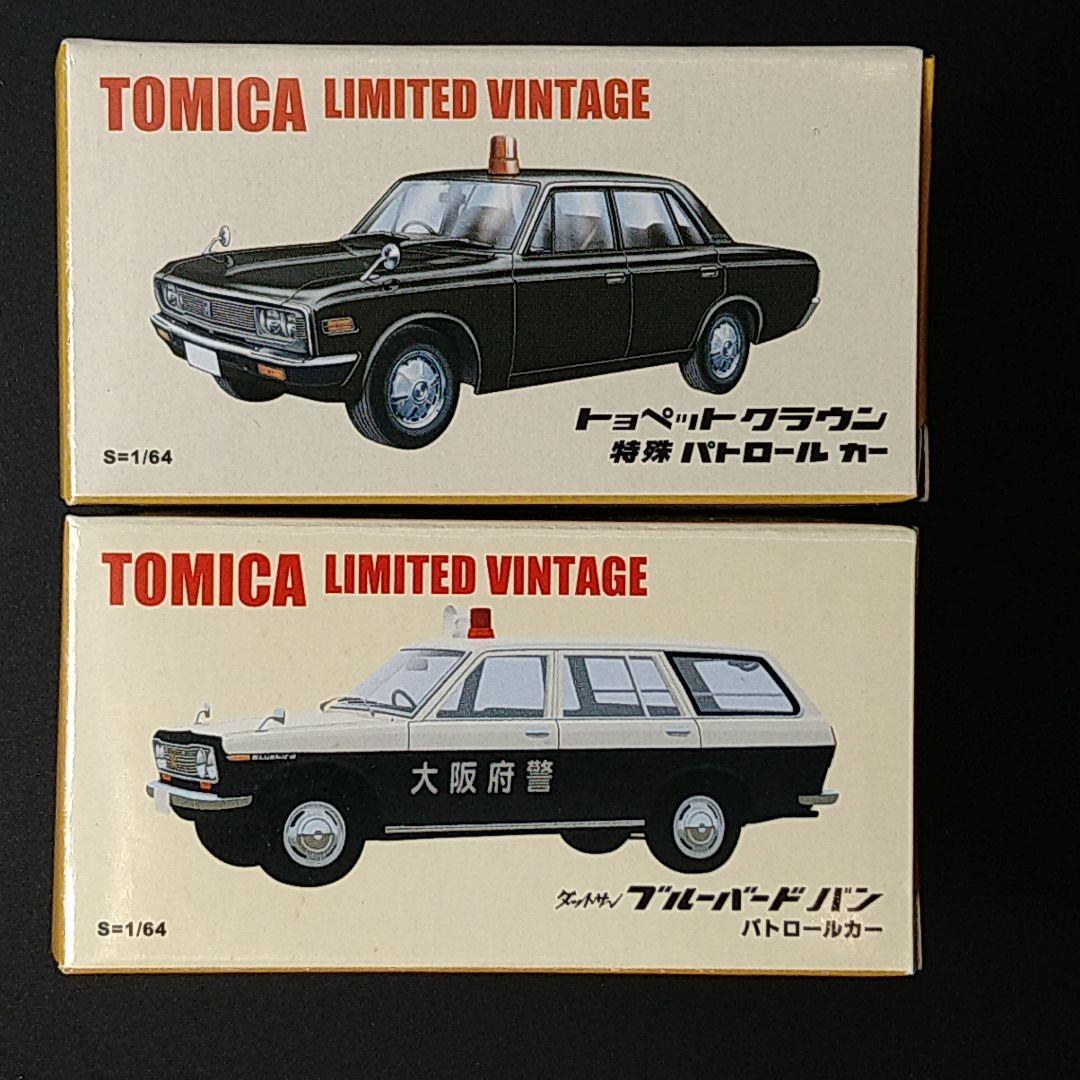 TOMICA LIMITED VINTAGE
トヨペットクラウン
特殊 パトロール カー
S=1/64
TOMICA LIMITED VINTAGE
Bluebird
大阪府警
ダットサン ブルーバード バン
パトロールカー
S=1/64